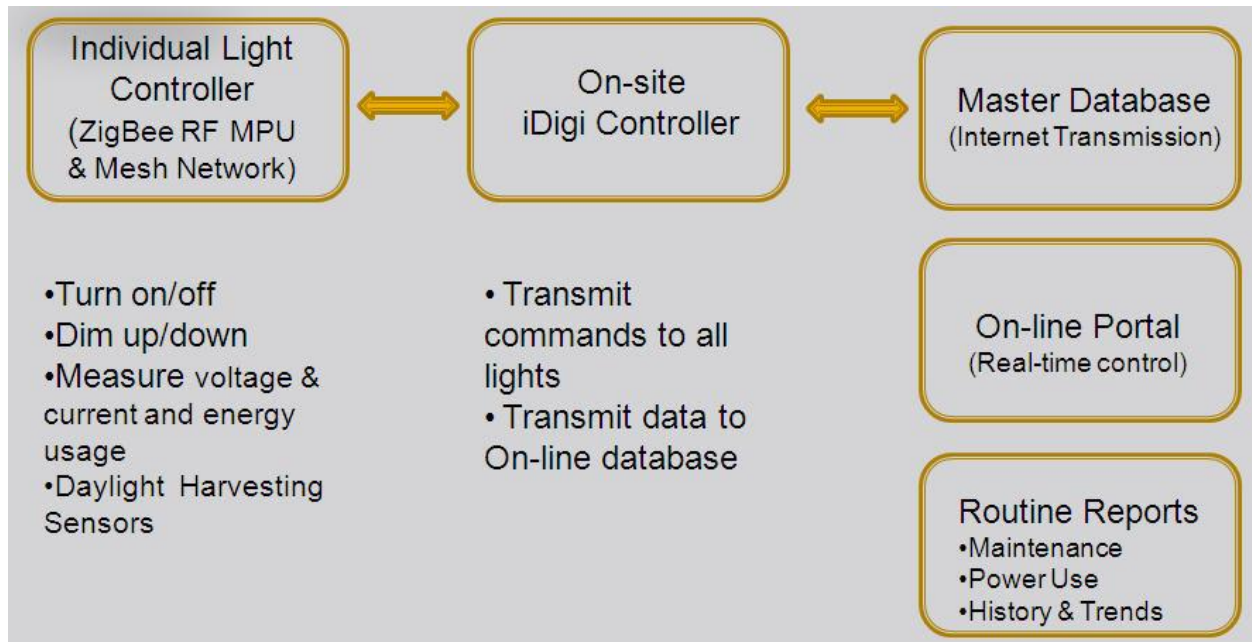 Individual Light
Controller
(ZigBee RF MPU
& Mesh Network)
On-site
iDigi Controller
Master Database
(Internet Transmission)
•Turn on/off
•Dim up/down
•Measure voltage &
current and energy
usage
•Daylight Harvesting
Sensors
• Transmit
commands to all
lights
• Transmit data to
On-line database
On-line Portal
(Real-time control)
Routine Reports
•Maintenance
•Power Use
•History & Trends